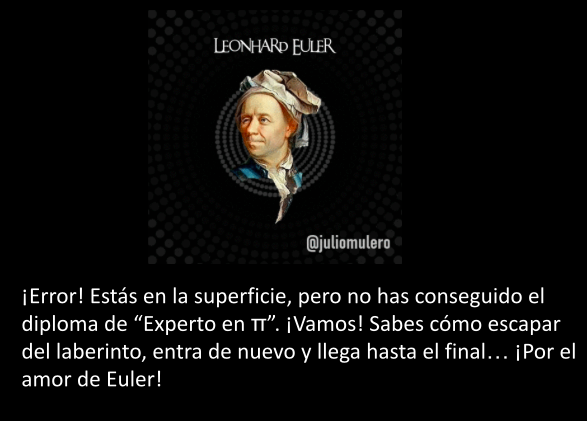 LEONHARD EULER
@juliomulero
¡Error! Estás en la superficie, pero no has conseguido el
diploma de “Experto en π”. ¡Vamos! Sabes cómo escapar
del laberinto, entra de nuevo y llega hasta el final… ¡Por el
amor de Euler!